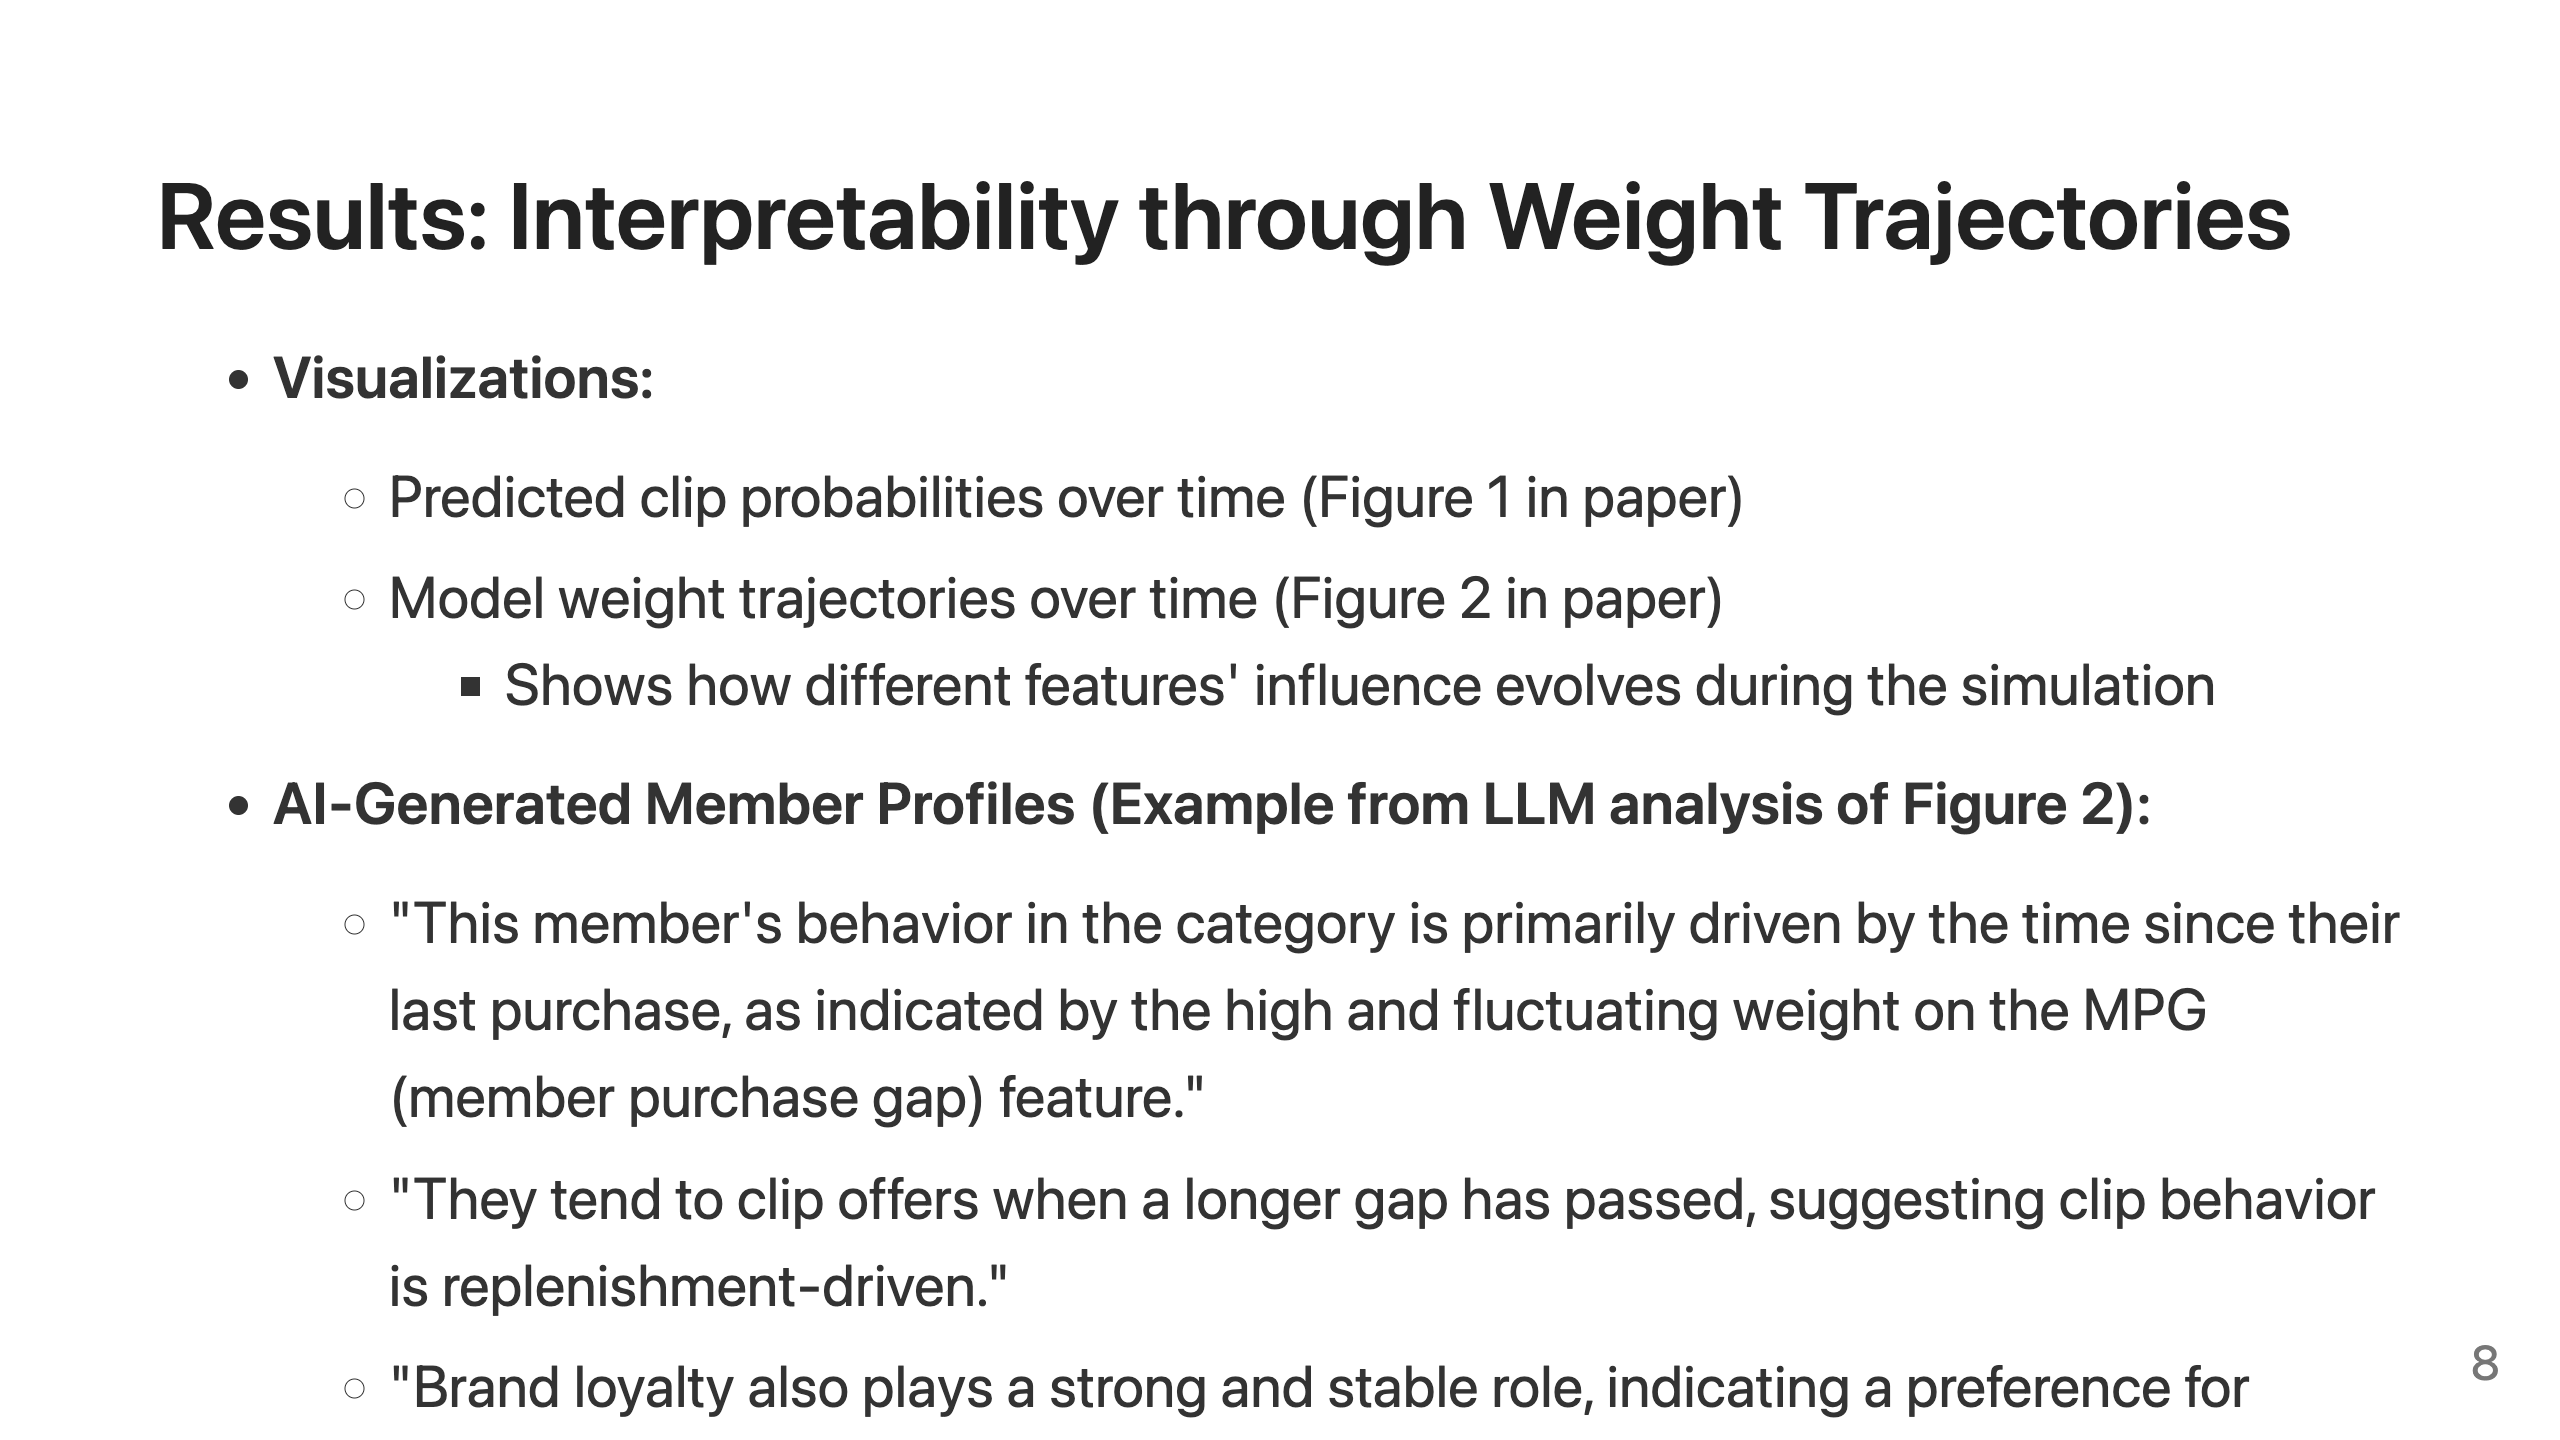 Results: Interpretability through Weight Trajectories
• Visualizations:
○ Predicted clip probabilities over time (Figure 1 in paper)
○ Model weight trajectories over time (Figure 2 in paper)
▪ Shows how different features' influence evolves during the simulation
• AI-Generated Member Profiles (Example from LLM analysis of Figure 2):
○ "This member's behavior in the category is primarily driven by the time since their
last purchase, as indicated by the high and fluctuating weight on the MPG
(member purchase gap) feature."
○ "They tend to clip offers when a longer gap has passed, suggesting clip behavior
is replenishment-driven."
○ "Brand loyalty also plays a strong and stable role, indicating a preference for
8